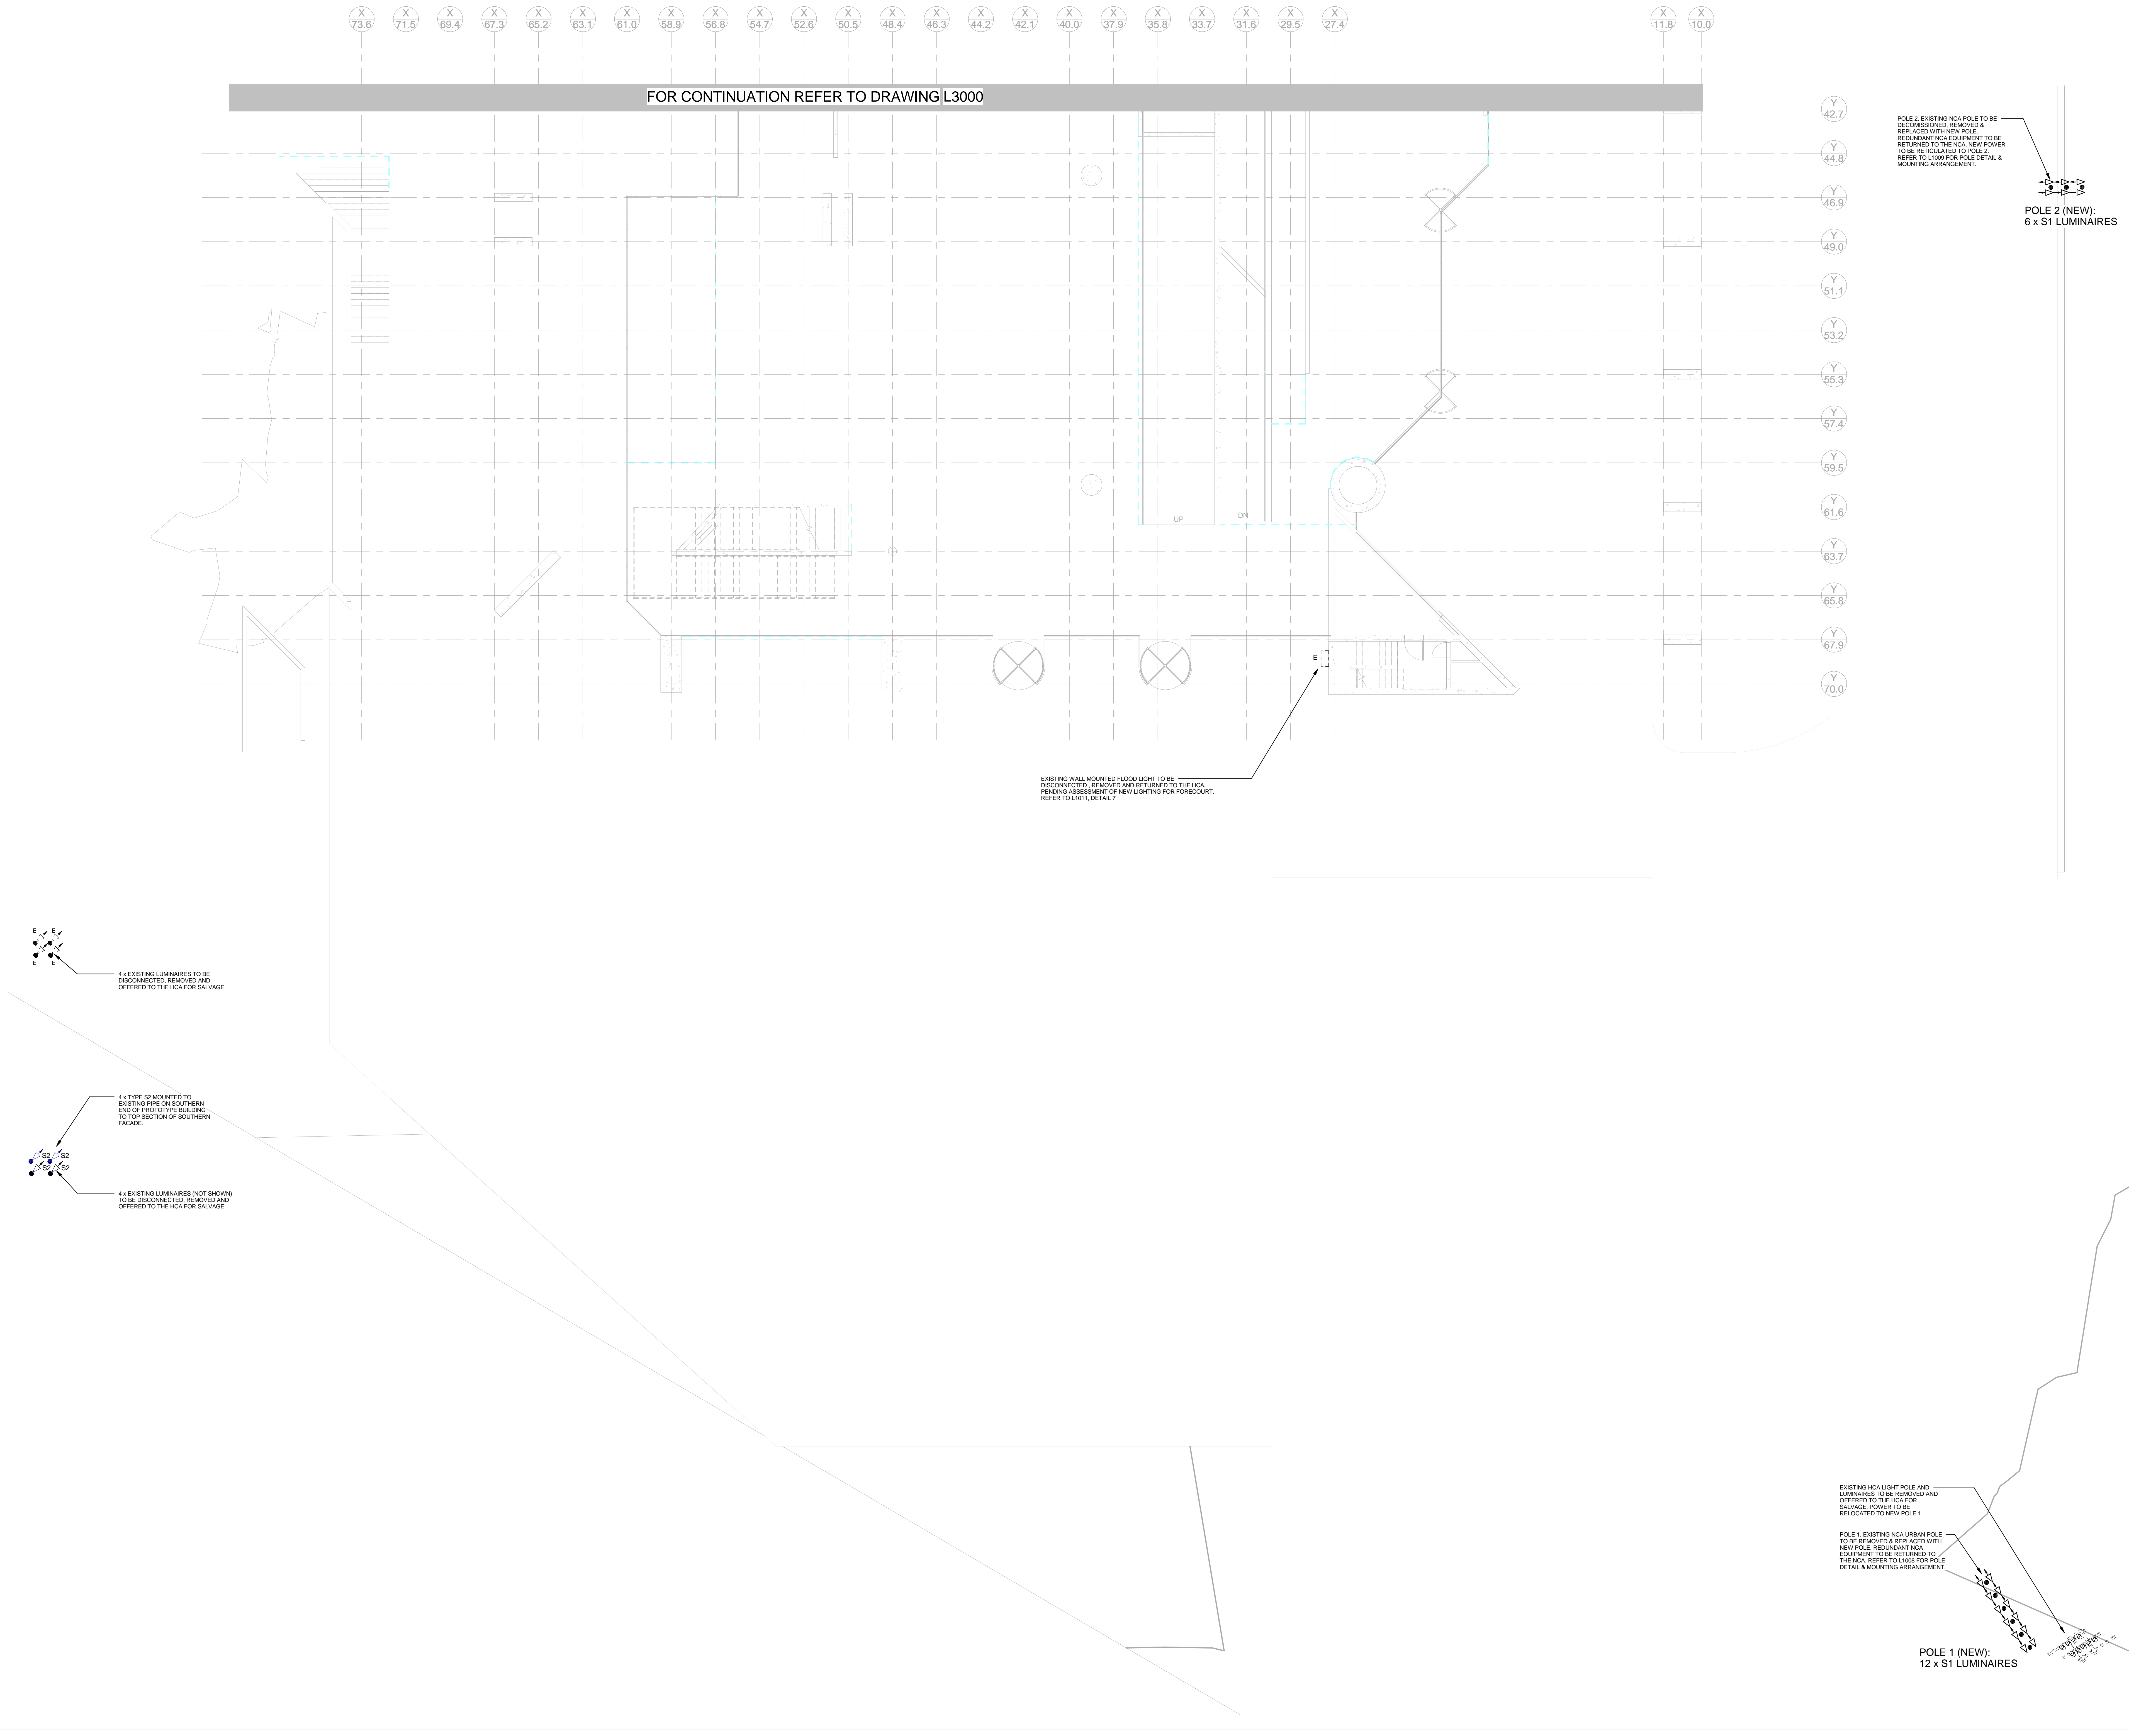 X X X X X X X X X X X X X X X X X X X X X X X X X
73.6 71.5 69.4 67.3 65.2 63.1 61.0 58.9 56.8 54.7 52.6 50.5 48.4 46.3 44.2 42.1 40.0 37.9 35.8 33.7 31.6 29.5 27.4 11.8 10.0
FOR CONTINUATION REFER TO DRAWING L3000
Y
42.7
Y
44.8
Y
46.9
Y
49.0
Y
51.1
Y
53.2
Y
55.3
Y
57.4
Y
59.5
Y
61.6
Y
63.7
Y
65.8
Y
67.9
Y
70.0
POLE 2. EXISTING NCA POLE TO BE
DECOMISSIONED, REMOVED &
REPLACED WITH NEW POLE.
REDUNDANT NCA EQUIPMENT TO BE
RETURNED TO THE NCA. NEW POWER
TO BE RETICULATED TO POLE 2.
REFER TO L1009 FOR POLE DETAIL &
MOUNTING ARRANGEMENT.
POLE 2 (NEW):
6 x S1 LUMINAIRES
UP
DN
E
EXISTING WALL MOUNTED FLOOD LIGHT TO BE
DISCONNECTED , REMOVED AND RETURNED TO THE HCA,
PENDING ASSESSMENT OF NEW LIGHTING FOR FORECOURT.
REFER TO L1011, DETAIL 7
E E
E E
4 x EXISTING LUMINAIRES TO BE
DISCONNECTED, REMOVED AND
OFFERED TO THE HCA FOR SALVAGE
4 x TYPE S2 MOUNTED TO
EXISTING PIPE ON SOUTHERN
END OF PROTOTYPE BUILDING
TO TOP SECTION OF SOUTHERN
FACADE.
S2 S2
S2 S2
4 x EXISTING LUMINAIRES (NOT SHOWN)
TO BE DISCONNECTED, REMOVED AND
OFFERED TO THE HCA FOR SALVAGE
EXISTING HCA LIGHT POLE AND
LUMINAIRES TO BE REMOVED AND
OFFERED TO THE HCA FOR
SALVAGE. POWER TO BE
RELOCATED TO NEW POLE 1.
POLE 1. EXISTING NCA URBAN POLE
TO BE REMOVED & REPLACED WITH
NEW POLE. REDUNDANT NCA
EQUIPMENT TO BE RETURNED TO
THE NCA. REFER TO L1008 FOR POLE
DETAIL & MOUNTING ARRANGEMENT.
POLE 1 (NEW):
12 x S1 LUMINAIRES